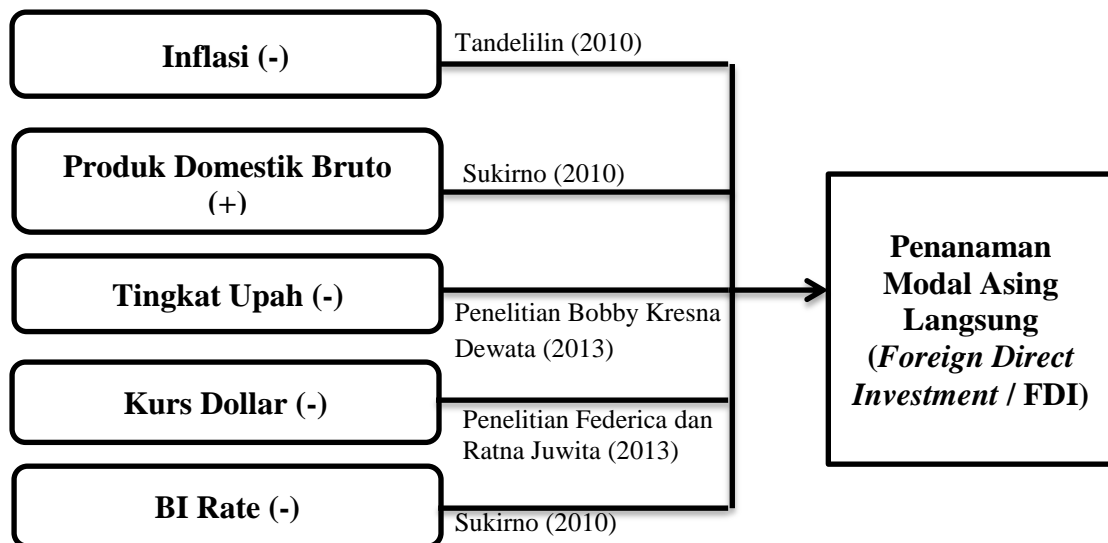 Inflasi (-)
Tandelilin (2010)
Produk Domestik Bruto
(+)
Sukirno (2010)
Tingkat Upah (-)
Penelitian Bobby Kresna
Dewata (2013)
Kurs Dollar (-)
Penelitian Federica dan
Ratna Juwita (2013)
BI Rate (-)
Sukirno (2010)
Penanaman
Modal Asing
Langsung
(Foreign Direct
Investment / FDI)